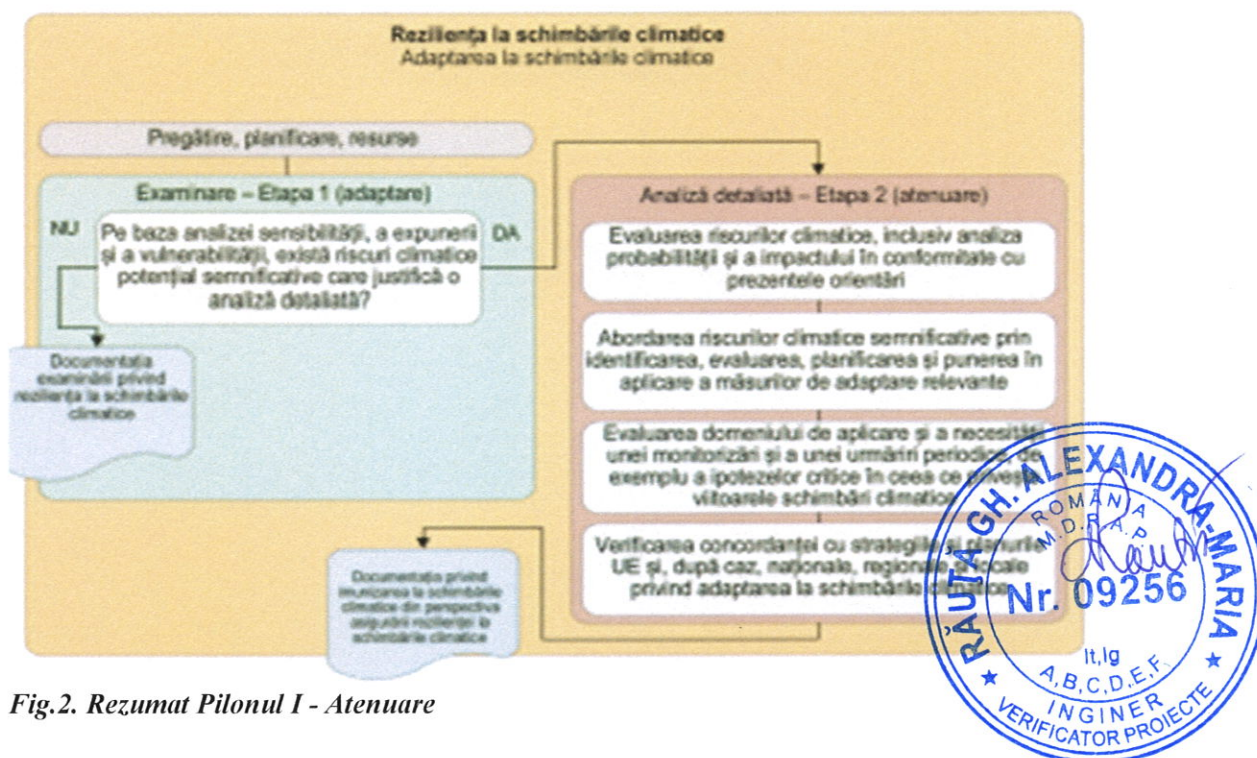 Reziliența la schimbările climatice
Adaptarea la schimbările climatice
Pregătire, planificare, resurse
Examinare – Etapa 1 (adaptare)
NU
Pe baza analizei sensibilității, a expunerii
și a vulnerabilității, există riscuri climatice
potențial semnificative care justifică o
analiză detaliată?
DA
Documentația
examinării privind
reziliența la schimbările
climatice
Analiză detaliată – Etapa 2 (atenuare)
Evaluarea riscurilor climatice, inclusiv analiza
probabilității și a impactului în conformitate cu
prezentele orientări
Abordarea riscurilor climatice semnificative prin
identificarea, evaluarea, planificarea și punerea în
aplicare a măsurilor de adaptare relevante
Evaluarea domeniului de aplicare și a necesității
unei monitorizări și a unei urmăriri periodice, de
exemplu a ipotezelor critice în ceea ce privește
viitoarele schimbări climatice
Verificarea concordanței cu strategiile și planurile
UE și, după caz, naționale, regionale și locale
privind adaptarea la schimbările climatice
Documentația privind
imunizarea la schimbările
climatice din perspectiva
asigurării rezilienței la
schimbările climatice
RĂUȚA GH. ALEXANDRA-MARIA
ROMÂNIA
M.D.R.A.P.
Nr. 09256
It,Ig
A,B,C,D,E,F
INGINER
VERIFICATOR PROIECTE
Fig.2. Rezumat Pilonul I - Atenuare